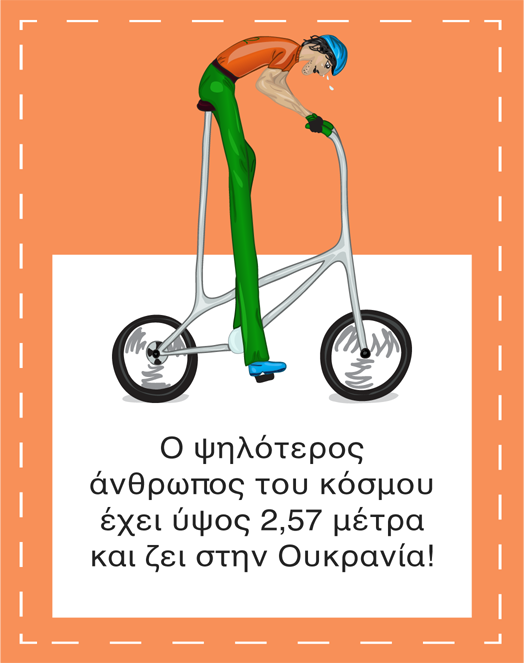 Ο ψηλότερος
άνθρωπος του κόσμου
έχει ύψος 2,57 μέτρα
και ζει στην Ουκρανία!